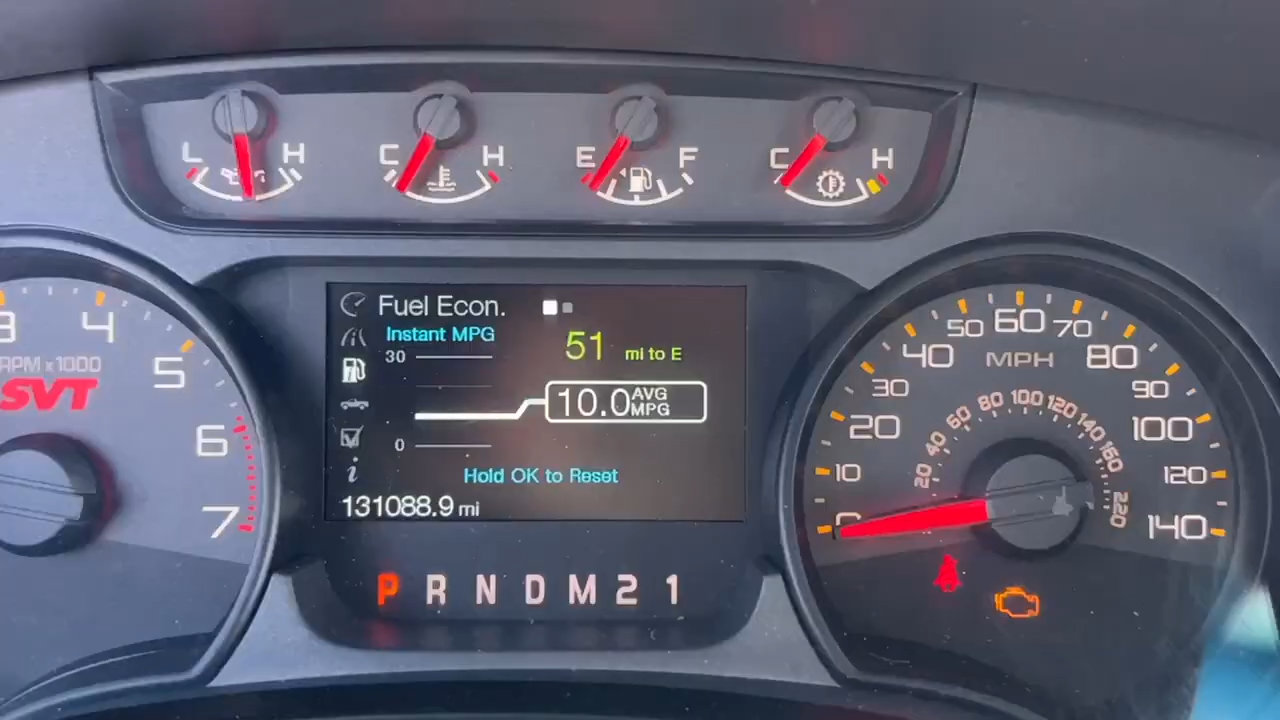 L H C H E F C H
3 4 5 6 7
RPM x 1000
SVT
Fuel Econ.
Instant MPG
30
0
51 mi to E
10.0 AVG MPG
Hold OK to Reset
131088.9 mi
P R N D M 2 1
0 10 20 30 40 50 60 70 80 90 100 120 140
MPH
20 40 60 80 100 120 140 160 220